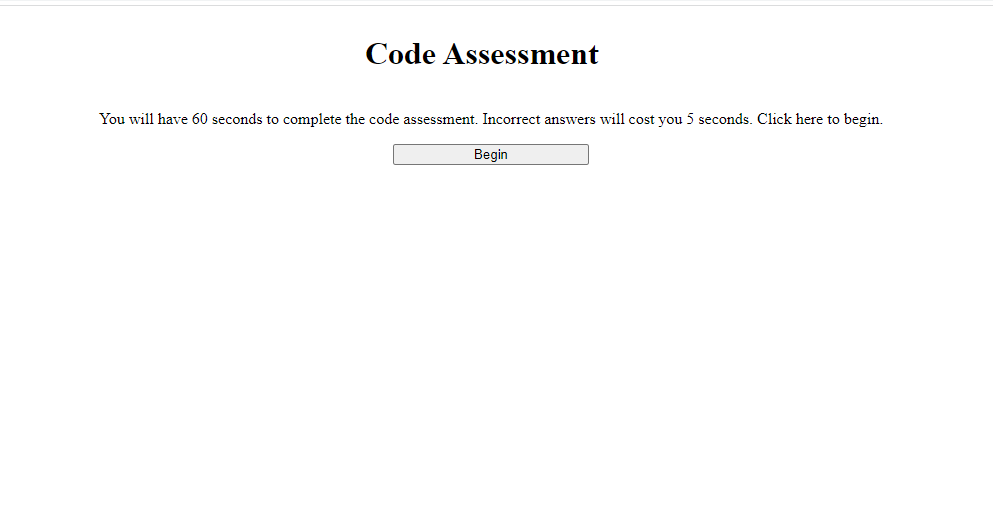 Code Assessment
You will have 60 seconds to complete the code assessment. Incorrect answers will cost you 5 seconds. Click here to begin.
Begin